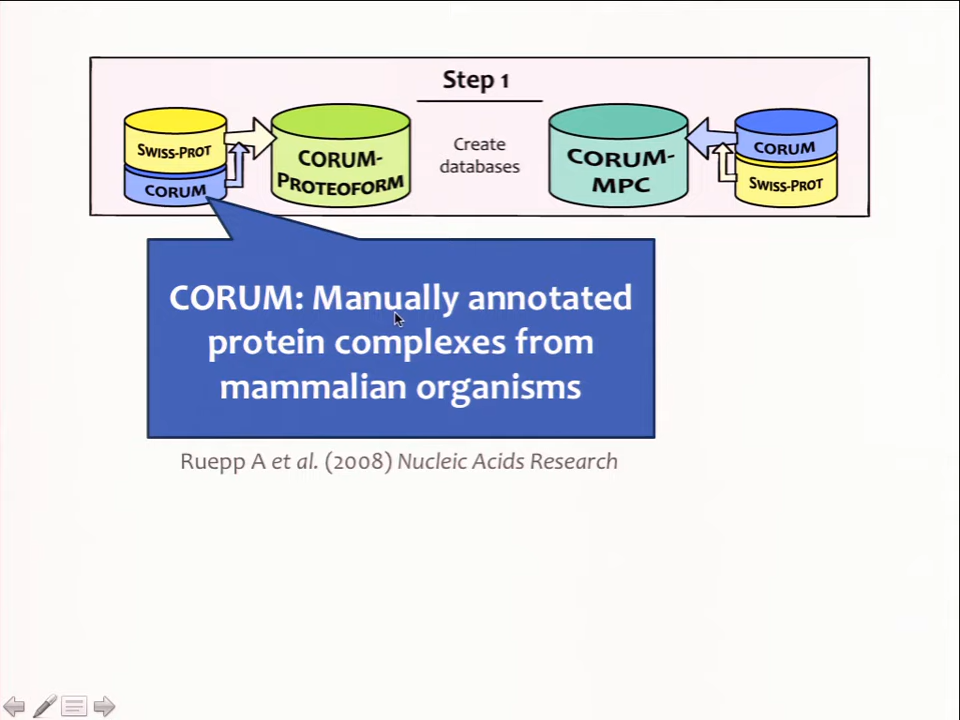 Step 1
SWISS-PROT
CORUM
CORUM-
PROTEOFORM
Create
databases
CORUM-
MPC
CORUM
SWISS-PROT
CORUM: Manually annotated
protein complexes from
mammalian organisms
Ruepp A et al. (2008) Nucleic Acids Research